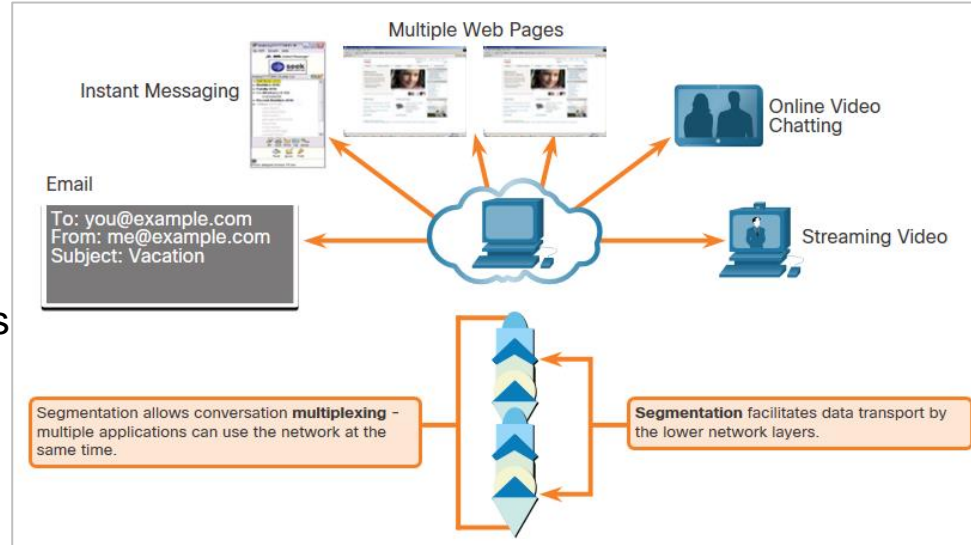 Multiple Web Pages
Instant Messaging
seek
Online Video
Chatting
Email
To: you@example.com
From: me@example.com
Subject: Vacation
Streaming Video
s
Segmentation allows conversation multiplexing –
multiple applications can use the network at the
same time.
Segmentation facilitates data transport by
the lower network layers.